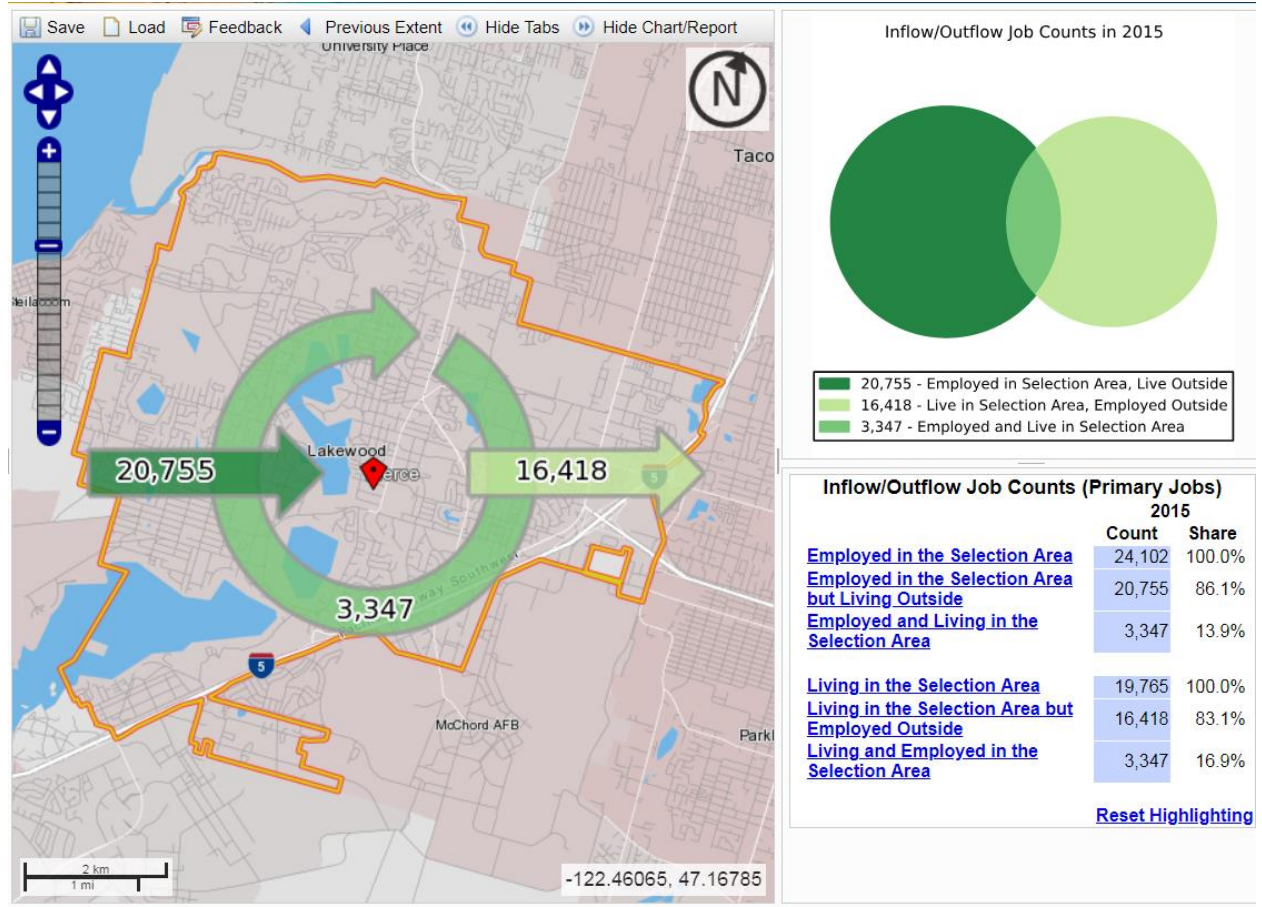 Save Load Feedback Previous Extent Hide Tabs Hide Chart/Report
University Place
N
Taco
Lakewood
20,755
16,418
5
3,347
5
McChord AFB
Parkl
2 km
1 mi
-122.46065, 47.16785
Inflow/Outflow Job Counts in 2015
20,755 - Employed in Selection Area, Live Outside
16,418 - Live in Selection Area, Employed Outside
3,347 - Employed and Live in Selection Area
Inflow/Outflow Job Counts (Primary Jobs)
2015
Count Share
Employed in the Selection Area 24,102 100.0%
Employed in the Selection Area
but Living Outside 20,755 86.1%
Employed and Living in the
Selection Area 3,347 13.9%
Living in the Selection Area 19,765 100.0%
Living in the Selection Area but
Employed Outside 16,418 83.1%
Living and Employed in the
Selection Area 3,347 16.9%
Reset Highlighting